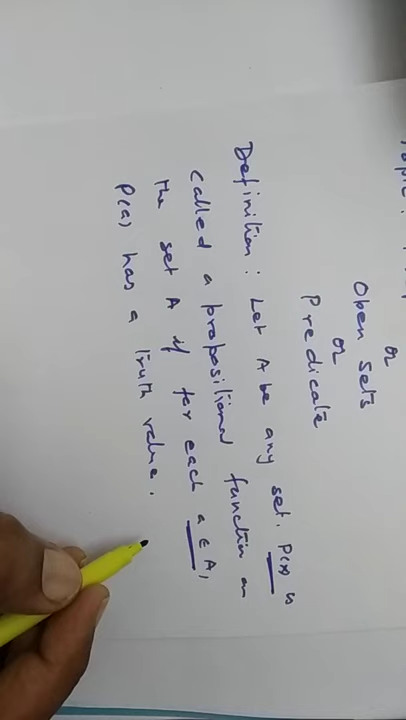 Topic :
or
Open Sets
or
Predicate
Definition : Let A be any set. P(x) is
called a propositional function on
the set A if for each a ∈ A,
P(a) has a truth value.